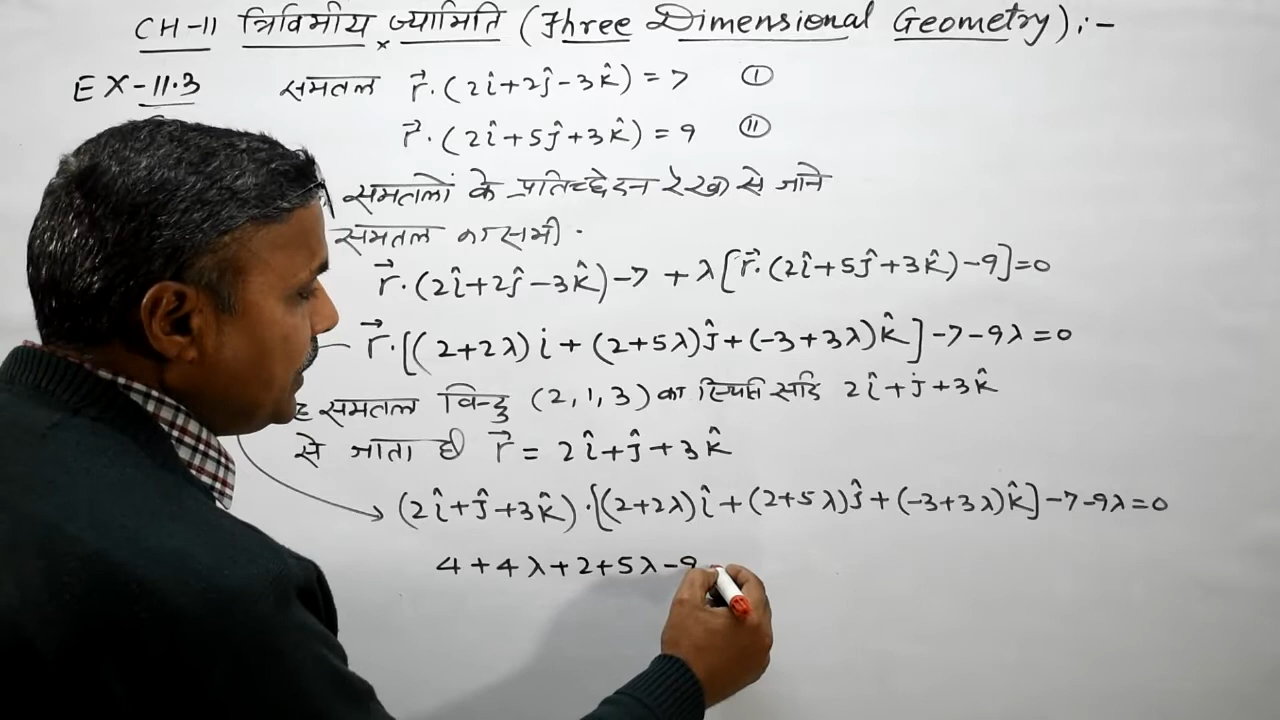 CH-11 त्रिविमीय ज्यामिति (Three Dimensional Geometry):-
EX-11.3 समतल r⃗.(2î+2ĵ-3k̂)=7 Ⓘ
r⃗.(2î+5ĵ+3k̂)=9 ⑪
समतलों के प्रतिच्छेदन रेखा से जाने
समतल का समी.
r⃗.(2î+2ĵ-3k̂)-7+λ[r⃗.(2î+5ĵ+3k̂)-9]=0
r⃗.[(2+2λ)i+(2+5λ)ĵ+(-3+3λ)k̂]-7-9λ=0
समतल बिन्दु (2,1,3) का स्थिति सदि 2î+j+3k̂
से जाता है r⃗=2î+ĵ+3k̂
(2î+ĵ+3k̂).[(2+2λ)î+(2+5λ)ĵ+(-3+3λ)k̂]-7-9λ=0
4+4λ+2+5λ-9